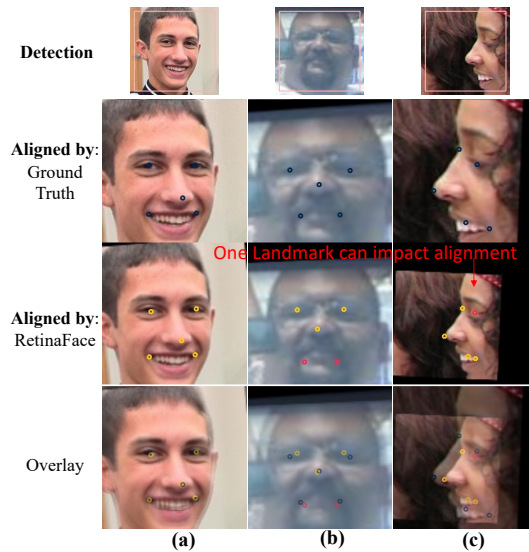 Detection
Aligned by:
Ground
Truth
One Landmark can impact alignment
Aligned by:
RetinaFace
Overlay
(a)
(b)
(c)